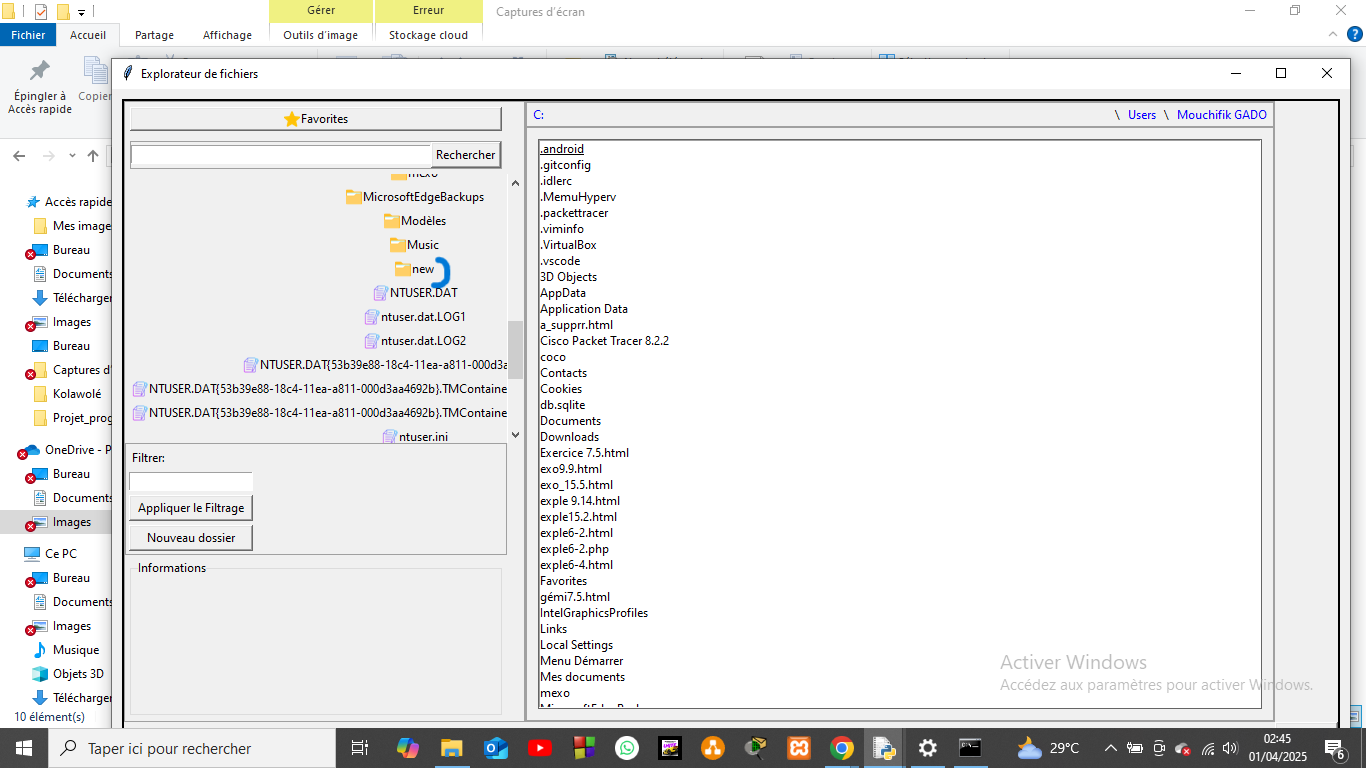 Gérer
Erreur
Captures d'écran
Fichier
Accueil
Partage
Affichage
Outils d'image
Stockage cloud
Épingler à
Accès rapide
Copier
Explorateur de fichiers
Favorites
Rechercher
C:
\ Users \ Mouchifik GADO
Accès rapide
Mes image
Bureau
Documents
Télécharger
Images
Bureau
Captures d'
Kolawolé
Projet_prog
OneDrive - P
Bureau
Documents
Images
Ce PC
Bureau
Documents
Images
Musique
Objets 3D
Télécharger
10 élément(s)
mexo
MicrosoftEdgeBackups
Modèles
Music
new
NTUSER.DAT
ntuser.dat.LOG1
ntuser.dat.LOG2
NTUSER.DAT{53b39e88-18c4-11ea-a811-000d3a
NTUSER.DAT{53b39e88-18c4-11ea-a811-000d3aa4692b}.TMContaine
NTUSER.DAT{53b39e88-18c4-11ea-a811-000d3aa4692b}.TMContaine
ntuser.ini
Filtrer:
Appliquer le Filtrage
Nouveau dossier
Informations
.android
.gitconfig
.idlerc
.MemuHyperv
.packettracer
.viminfo
.VirtualBox
.vscode
3D Objects
AppData
Application Data
a_supprr.html
Cisco Packet Tracer 8.2.2
coco
Contacts
Cookies
db.sqlite
Documents
Downloads
Exercice 7.5.html
exo9.9.html
exo_15.5.html
exple 9.14.html
exple15.2.html
exple6-2.html
exple6-2.php
exple6-4.html
Favorites
gémi7.5.html
IntelGraphicsProfiles
Links
Local Settings
Menu Démarrer
Mes documents
mexo
Activer Windows
Accédez aux paramètres pour activer Windows.
Taper ici pour rechercher
29°C
02:45
01/04/2025
6